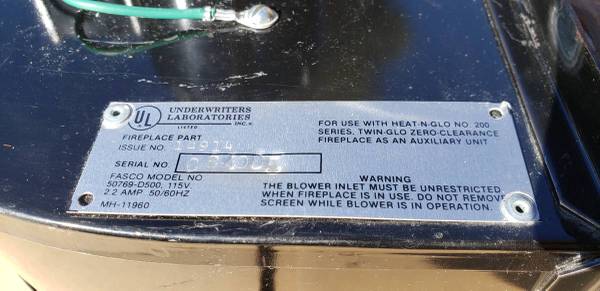 UL
UNDERWRITERS
LABORATORIES
INC.®
LISTED
FIREPLACE PART
ISSUE NO.
SERIAL NO
FASCO MODEL NO
50769-D500, 115V.
2.2 AMP 50/60HZ
MH-11960
FOR USE WITH HEAT-N-GLO NO. 200
SERIES, TWIN-GLO ZERO-CLEARANCE
FIREPLACE AS AN AUXILIARY UNIT
WARNING
THE BLOWER INLET MUST BE UNRESTRICTED
WHEN FIREPLACE IS IN USE. DO NOT REMOV
SCREEN WHILE BLOWER IS IN OPERATION.